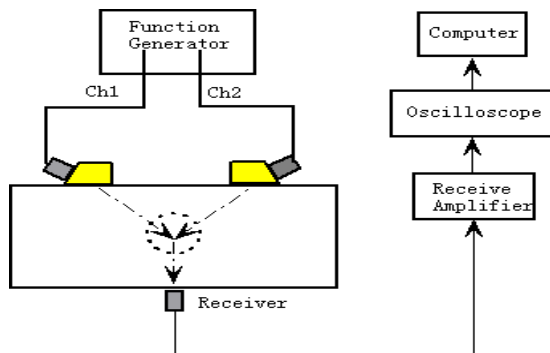 Function
Generator
Ch1
Ch2
Receiver
Computer
Oscilloscope
Receive
Amplifier